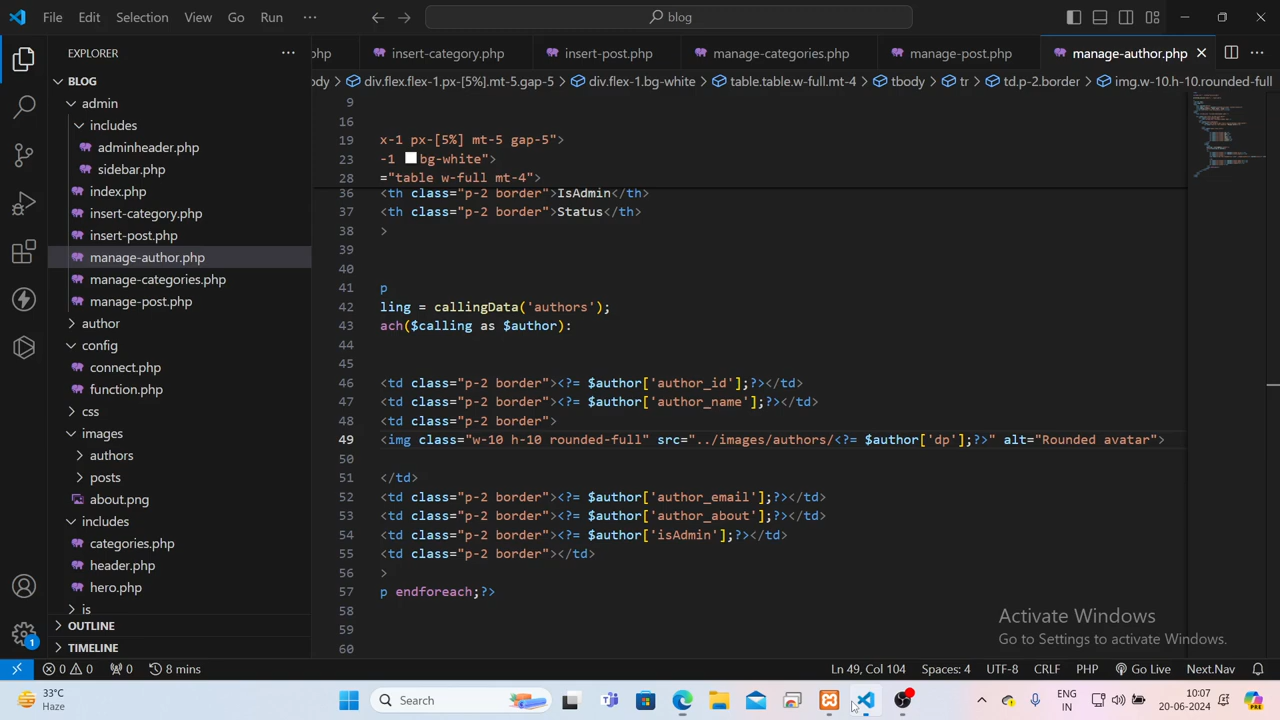 File Edit Selection View Go Run ··· blog
EXPLORER ··· hp insert-category.php insert-post.php manage-categories.php manage-post.php manage-author.php
ody > div.flex.flex-1.px-[5%].mt-5.gap-5 > div.flex-1.bg-white > table.table.w-full.mt-4 > tbody > tr > td.p-2.border > img.w-10.h-10.rounded-full
BLOG
admin
includes
adminheader.php
sidebar.php
index.php
insert-category.php
insert-post.php
manage-author.php
manage-categories.php
manage-post.php
author
config
connect.php
function.php
css
images
authors
posts
about.png
includes
categories.php
header.php
hero.php
is
OUTLINE
TIMELINE
9
16
19 x-1 px-[5%] mt-5 gap-5">
23 -1 bg-white">
28 ="table w-full mt-4">
36 <th class="p-2 border">IsAdmin</th>
37 <th class="p-2 border">Status</th>
38 >
39
40
41 p
42 ling = callingData('authors');
43 ach($calling as $author):
44
45
46 <td class="p-2 border"><?= $author['author_id'];?></td>
47 <td class="p-2 border"><?= $author['author_name'];?></td>
48 <td class="p-2 border">
49 <img class="w-10 h-10 rounded-full" src="../images/authors/<?= $author['dp'];?>" alt="Rounded avatar">
50
51 </td>
52 <td class="p-2 border"><?= $author['author_email'];?></td>
53 <td class="p-2 border"><?= $author['author_about'];?></td>
54 <td class="p-2 border"><?= $author['isAdmin'];?></td>
55 <td class="p-2 border"></td>
56 >
57 p endforeach;?>
58
59
60
Activate Windows
Go to Settings to activate Windows.
1
0 0 0 8 mins Ln 49, Col 104 Spaces: 4 UTF-8 CRLF PHP Go Live Next.Nav
33°C
Haze
Search
ENG
IN
10:07
20-06-2024
PRE